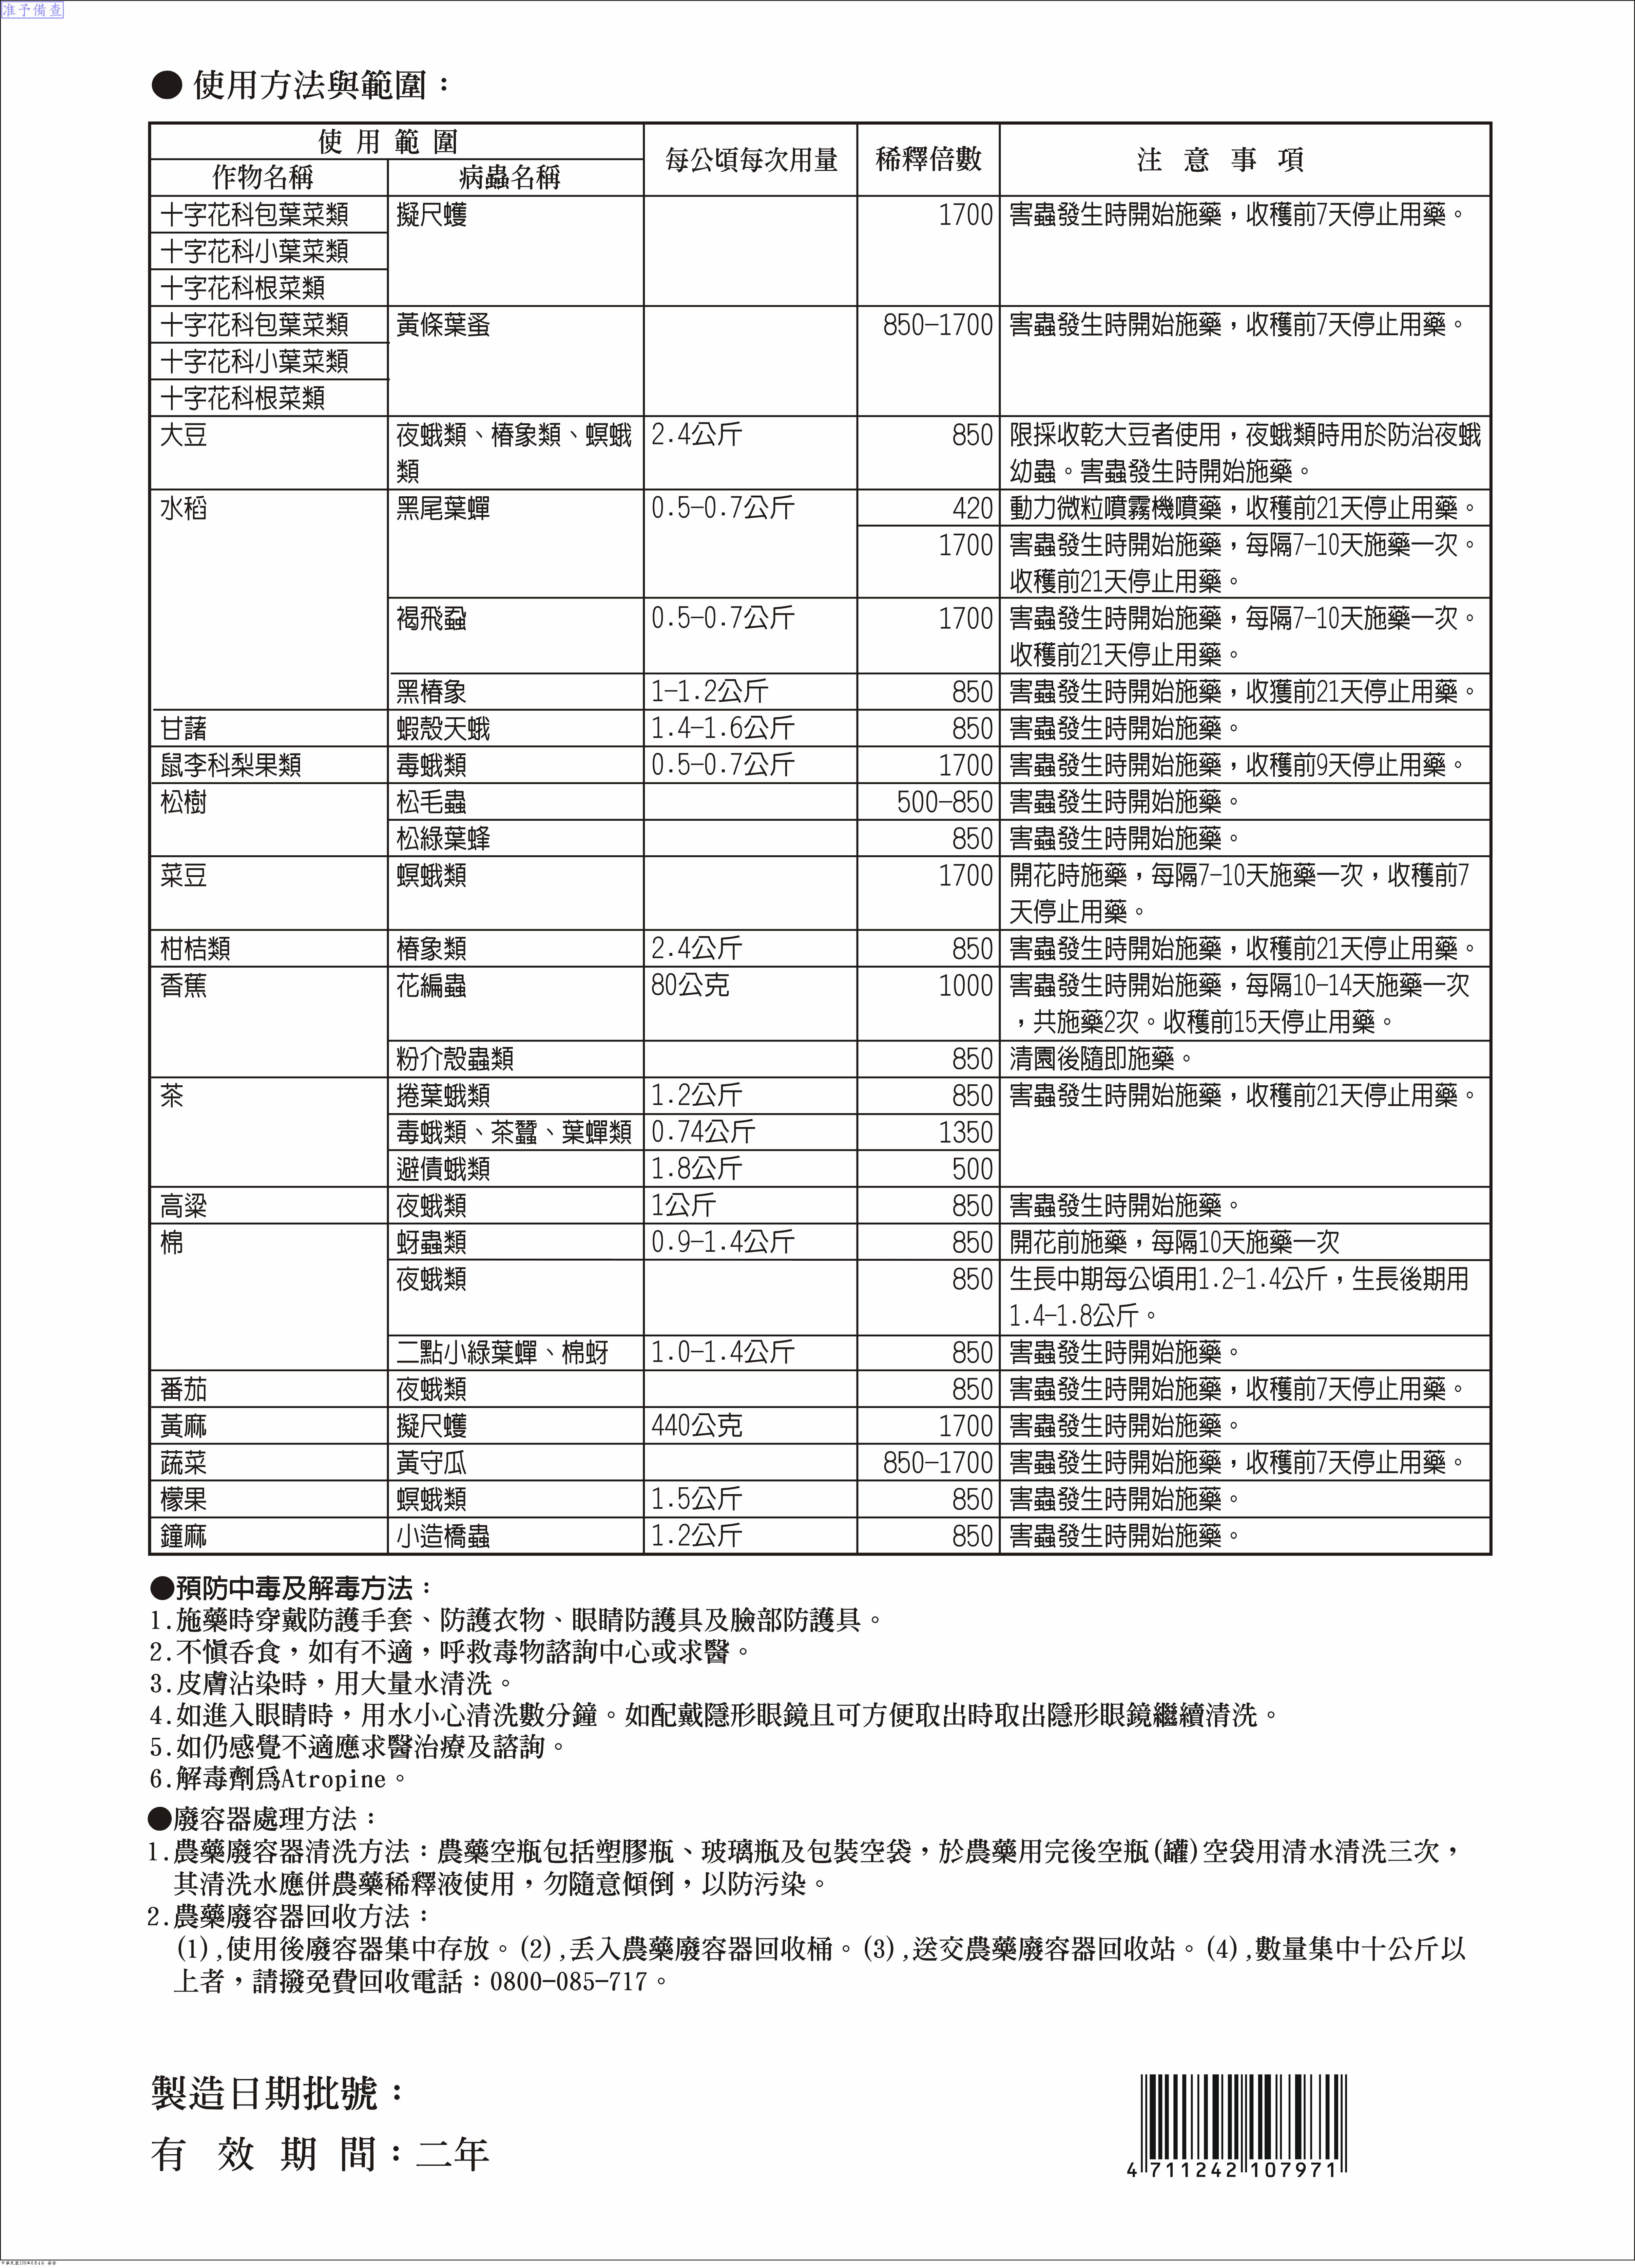 准予備查
● 使用方法與範圍：
使 用 範 圍
每公頃每次用量 稀釋倍數 注 意 事 項
作物名稱 病蟲名稱
十字花科包葉菜類 擬尺蠖 1700 害蟲發生時開始施藥，收穫前7天停止用藥。
十字花科小葉菜類
十字花科根菜類
十字花科包葉菜類 黃條葉蚤 850-1700 害蟲發生時開始施藥，收穫前7天停止用藥。
十字花科小葉菜類
十字花科根菜類
大豆 夜蛾類、椿象類、螟蛾 2.4公斤 850 限採收乾大豆者使用，夜蛾類時用於防治夜蛾
類 幼蟲。害蟲發生時開始施藥。
水稻 黑尾葉蟬 0.5-0.7公斤 420 動力微粒噴霧機噴藥，收穫前21天停止用藥。
1700 害蟲發生時開始施藥，每隔7-10天施藥一次。
收穫前21天停止用藥。
褐飛蝨 0.5-0.7公斤 1700 害蟲發生時開始施藥，每隔7-10天施藥一次。
收穫前21天停止用藥。
黑椿象 1-1.2公斤 850 害蟲發生時開始施藥，收獲前21天停止用藥。
甘藷 蝦殼天蛾 1.4-1.6公斤 850 害蟲發生時開始施藥。
鼠李科梨果類 毒蛾類 0.5-0.7公斤 1700 害蟲發生時開始施藥，收穫前9天停止用藥。
松樹 松毛蟲 500-850 害蟲發生時開始施藥。
松綠葉蜂 850 害蟲發生時開始施藥。
菜豆 螟蛾類 1700 開花時施藥，每隔7-10天施藥一次，收穫前7
天停止用藥。
柑桔類 椿象類 2.4公斤 850 害蟲發生時開始施藥，收穫前21天停止用藥。
香蕉 花編蟲 80公克 1000 害蟲發生時開始施藥，每隔10-14天施藥一次
，共施藥2次。收穫前15天停止用藥。
粉介殼蟲類 850 清園後隨即施藥。
茶 捲葉蛾類 1.2公斤 850 害蟲發生時開始施藥，收穫前21天停止用藥。
毒蛾類、茶蠶、葉蟬類 0.74公斤 1350
避債蛾類 1.8公斤 500
高粱 夜蛾類 1公斤 850 害蟲發生時開始施藥。
棉 蚜蟲類 0.9-1.4公斤 850 開花前施藥，每隔10天施藥一次
夜蛾類 850 生長中期每公頃用1.2-1.4公斤，生長後期用
1.4-1.8公斤。
二點小綠葉蟬、棉蚜 1.0-1.4公斤 850 害蟲發生時開始施藥。
番茄 夜蛾類 850 害蟲發生時開始施藥，收穫前7天停止用藥。
黃麻 擬尺蠖 440公克 1700 害蟲發生時開始施藥。
蔬菜 黃守瓜 850-1700 害蟲發生時開始施藥，收穫前7天停止用藥。
檬果 螟蛾類 1.5公斤 850 害蟲發生時開始施藥。
鐘麻 小造橋蟲 1.2公斤 850 害蟲發生時開始施藥。
●預防中毒及解毒方法：
1.施藥時穿戴防護手套、防護衣物、眼睛防護具及臉部防護具。
2.不慎吞食，如有不適，呼救毒物諮詢中心或求醫。
3.皮膚沾染時，用大量水清洗。
4.如進入眼睛時，用水小心清洗數分鐘。如配戴隱形眼鏡且可方便取出時取出隱形眼鏡繼續清洗。
5.如仍感覺不適應求醫治療及諮詢。
6.解毒劑為Atropine。
●廢容器處理方法：
1.農藥廢容器清洗方法：農藥空瓶包括塑膠瓶、玻璃瓶及包裝空袋，於農藥用完後空瓶(罐)空袋用清水清洗三次，
其清洗水應併農藥稀釋液使用，勿隨意傾倒，以防污染。
2.農藥廢容器回收方法：
(1),使用後廢容器集中存放。(2),丟入農藥廢容器回收桶。(3),送交農藥廢容器回收站。(4),數量集中十公斤以
上者，請撥免費回收電話：0800-085-717。
製造日期批號：
有 效 期 間：二年
4 711242 107971